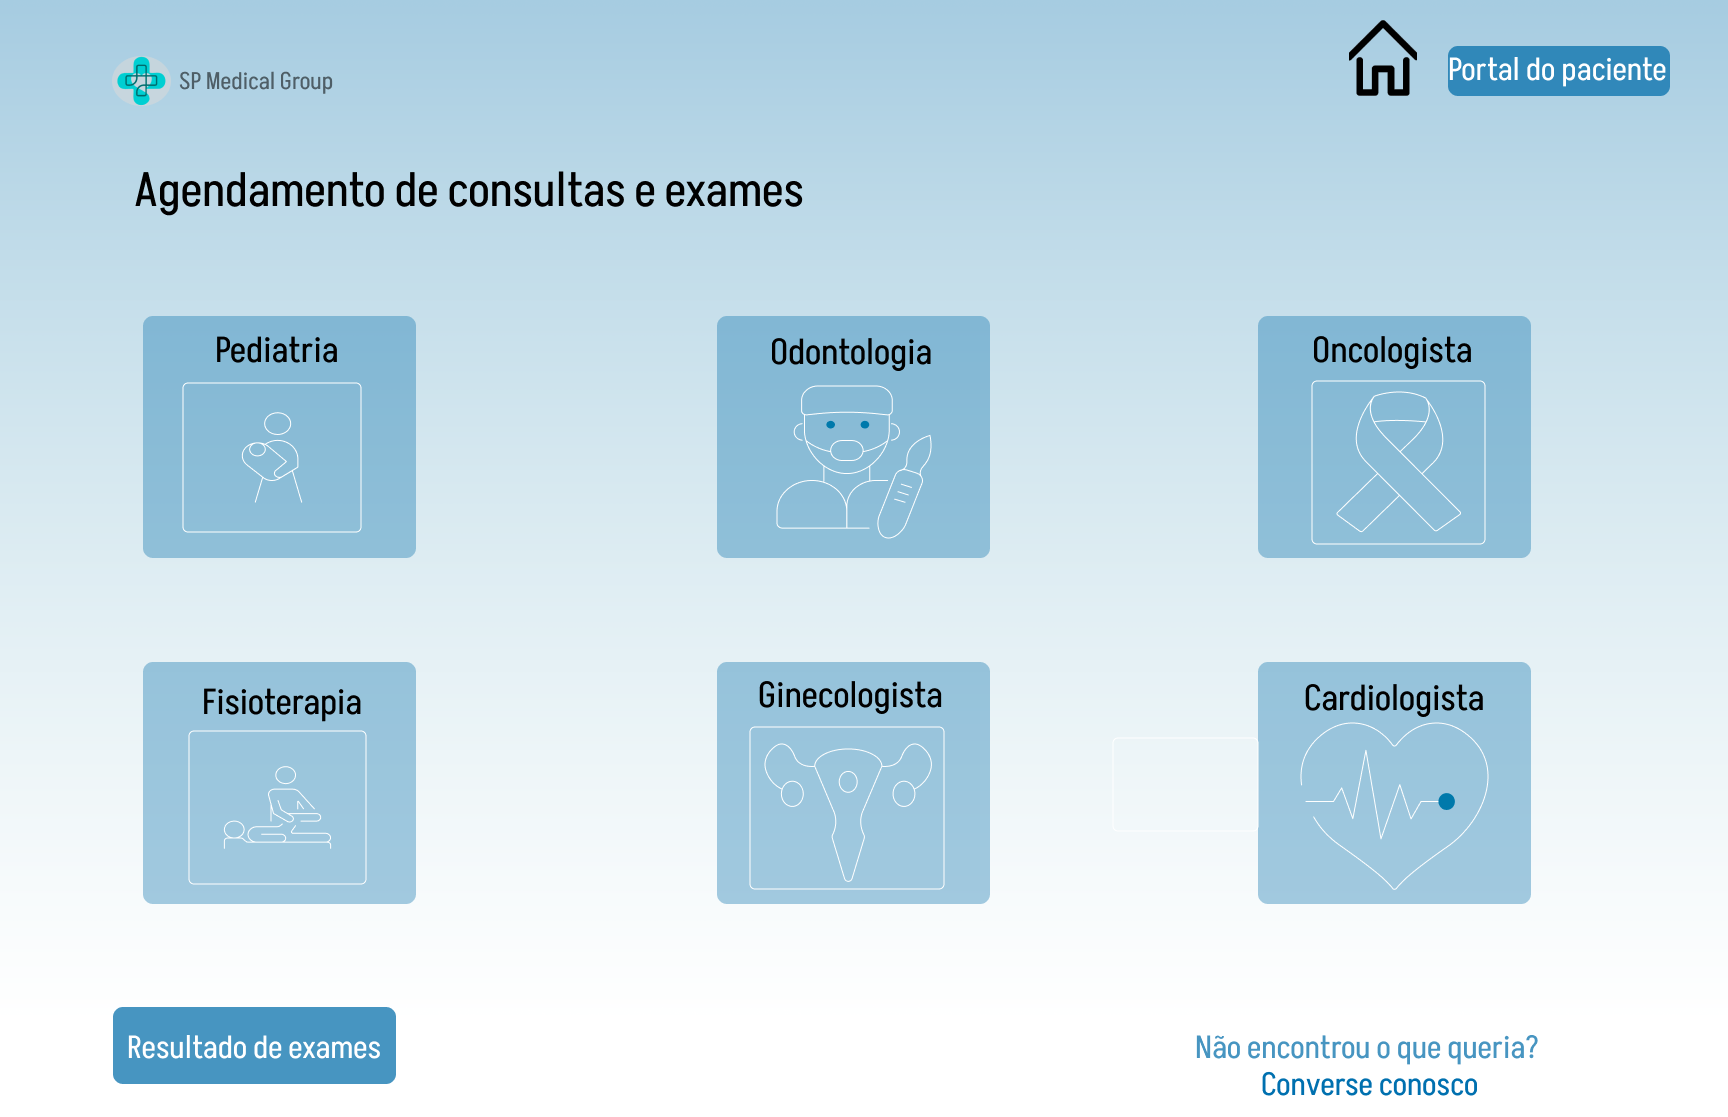 SP Medical Group
Portal do paciente
Agendamento de consultas e exames
Pediatria
Odontologia
Oncologista
Fisioterapia
Ginecologista
Cardiologista
Resultado de exames
Não encontrou o que queria?
Converse conosco